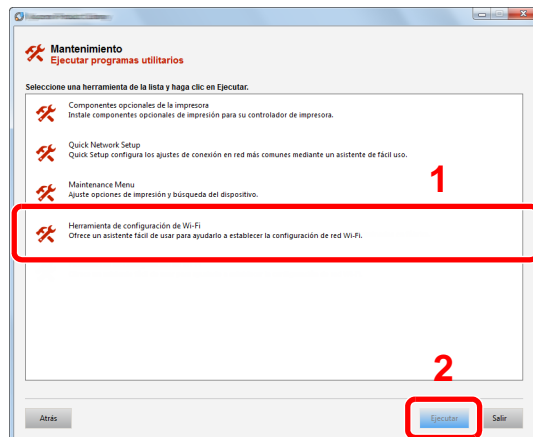 Mantenimiento
Ejecutar programas utilitarios
Seleccione una herramienta de la lista y haga clic en Ejecutar.
Componentes opcionales de la impresora
Instale componentes opcionales de impresión para su controlador de impresora.
Quick Network Setup
Quick Setup configura los ajustes de conexión en red más comunes mediante un asistente de fácil uso.
1
Maintenance Menu
Ajuste opciones de impresión y búsqueda del dispositivo.
Herramienta de configuración de Wi-Fi
Ofrece un asistente fácil de usar para ayudarlo a establecer la configuración de red Wi-Fi.
2
Atrás
Ejecutar
Salir